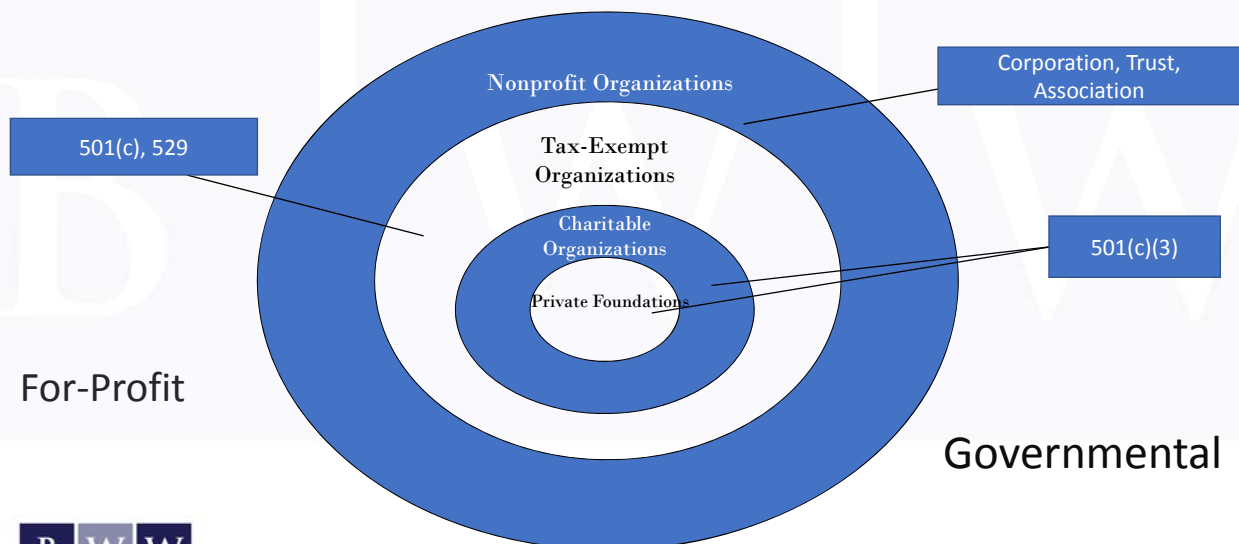 Nonprofit Organizations
Corporation, Trust,
Association
501(c), 529
Tax-Exempt
Organizations
Charitable
Organizations
501(c)(3)
Private Foundations
For-Profit
Governmental
B W W